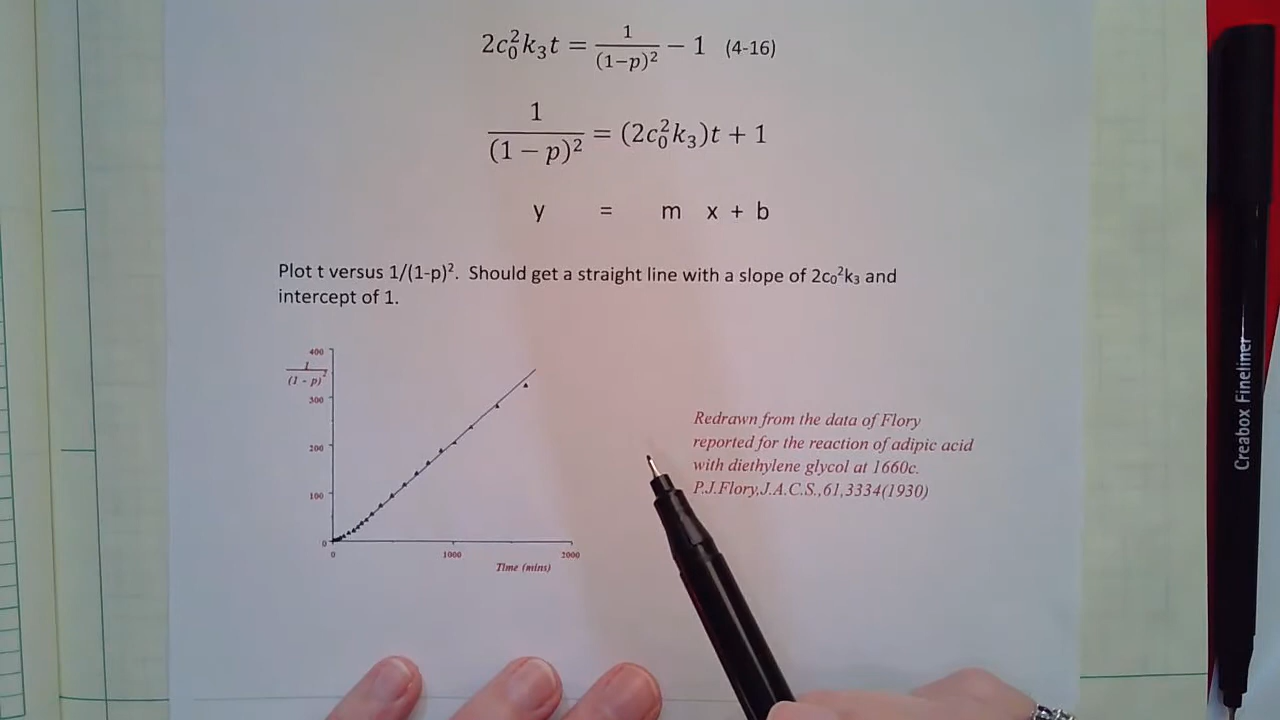 2c₀²k₃t = 1/(1−p)² − 1 (4-16)
1/(1 − p)² = (2c₀²k₃)t + 1
y = m x + b
Plot t versus 1/(1-p)². Should get a straight line with a slope of 2c₀²k₃ and
intercept of 1.
400
1/(1 - p)²
300
200
100
0
0 1000 2000
Time (mins)
Redrawn from the data of Flory
reported for the reaction of adipic acid
with diethylene glycol at 1660c.
P.J.Flory,J.A.C.S.,61,3334(1930)
Creabox Fineliner